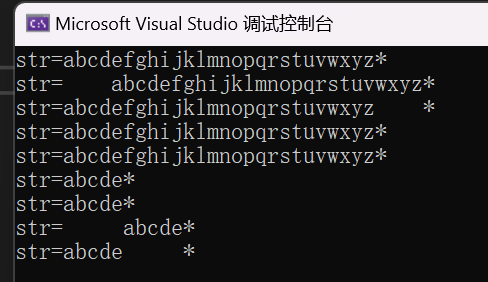 Microsoft Visual Studio 调试控制台
str=abcdefghijklmnopqrstuvwxyz*
str=    abcdefghijklmnopqrstuvwxyz*
str=abcdefghijklmnopqrstuvwxyz    *
str=abcdefghijklmnopqrstuvwxyz*
str=abcdefghijklmnopqrstuvwxyz*
str=abcde*
str=abcde*
str=     abcde*
str=abcde     *